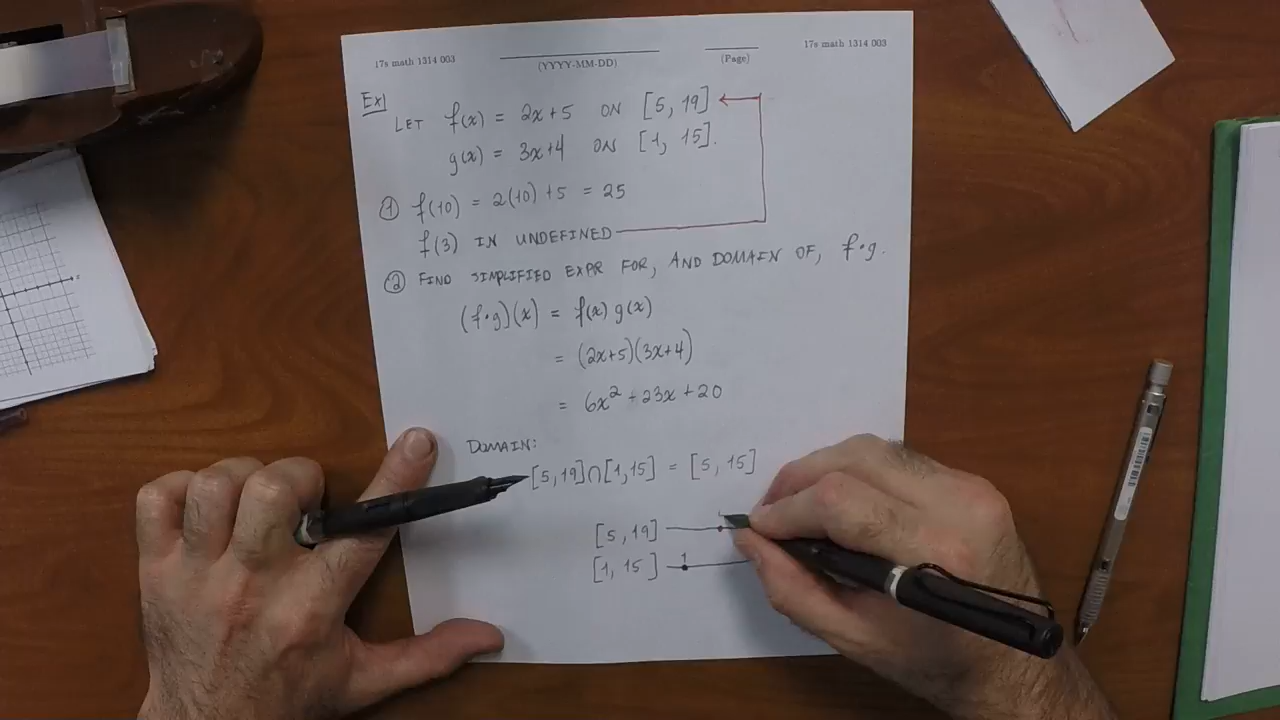 17s math 1314 003 (YYYY-MM-DD) (Page) 17s math 1314 003
Ex1
LET f(x) = 2x+5 ON [5, 19]
g(x) = 3x+4 ON [1, 15].
① f(10) = 2(10) + 5 = 25
f(3) IN UNDEFINED
② FIND SIMPLIFIED EXPR FOR, AND DOMAIN OF, f·g.
(f·g)(x) = f(x) g(x)
= (2x+5)(3x+4)
= 6x² + 23x + 20
DOMAIN:
[5,19]∩[1,15] = [5, 15]
[5, 19]
[1, 15] 1